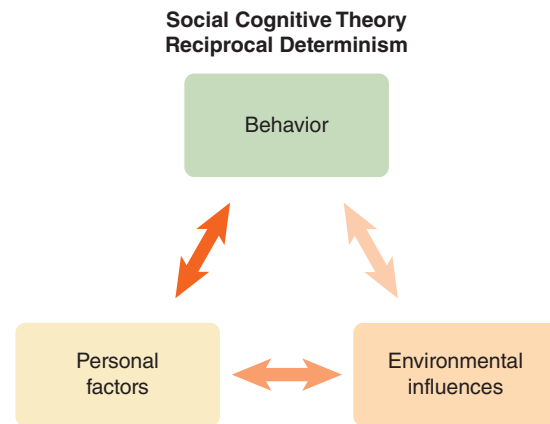 Social Cognitive Theory
Reciprocal Determinism
Behavior
Personal
factors
Environmental
influences